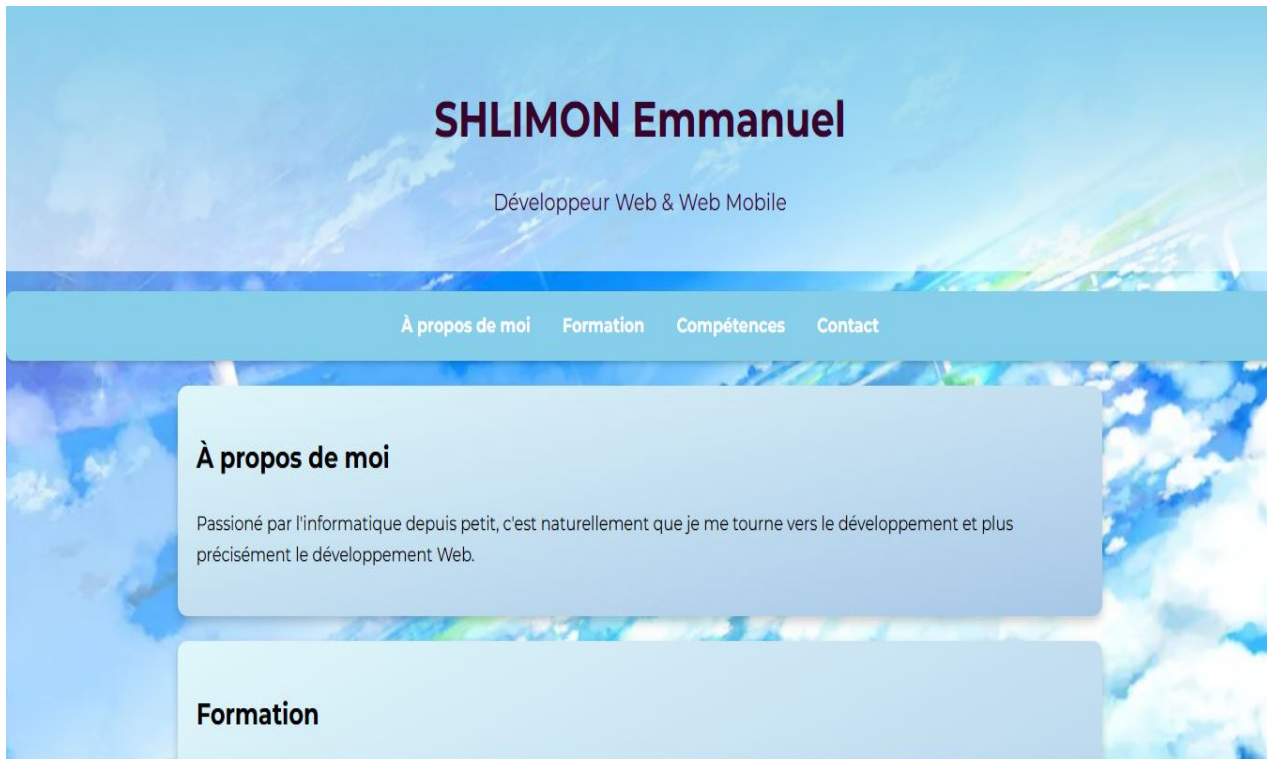 SHLIMON Emmanuel
Développeur Web & Web Mobile
À propos de moi Formation Compétences Contact
À propos de moi
Passioné par l'informatique depuis petit, c'est naturellement que je me tourne vers le développement et plus
précisément le développement Web.
Formation